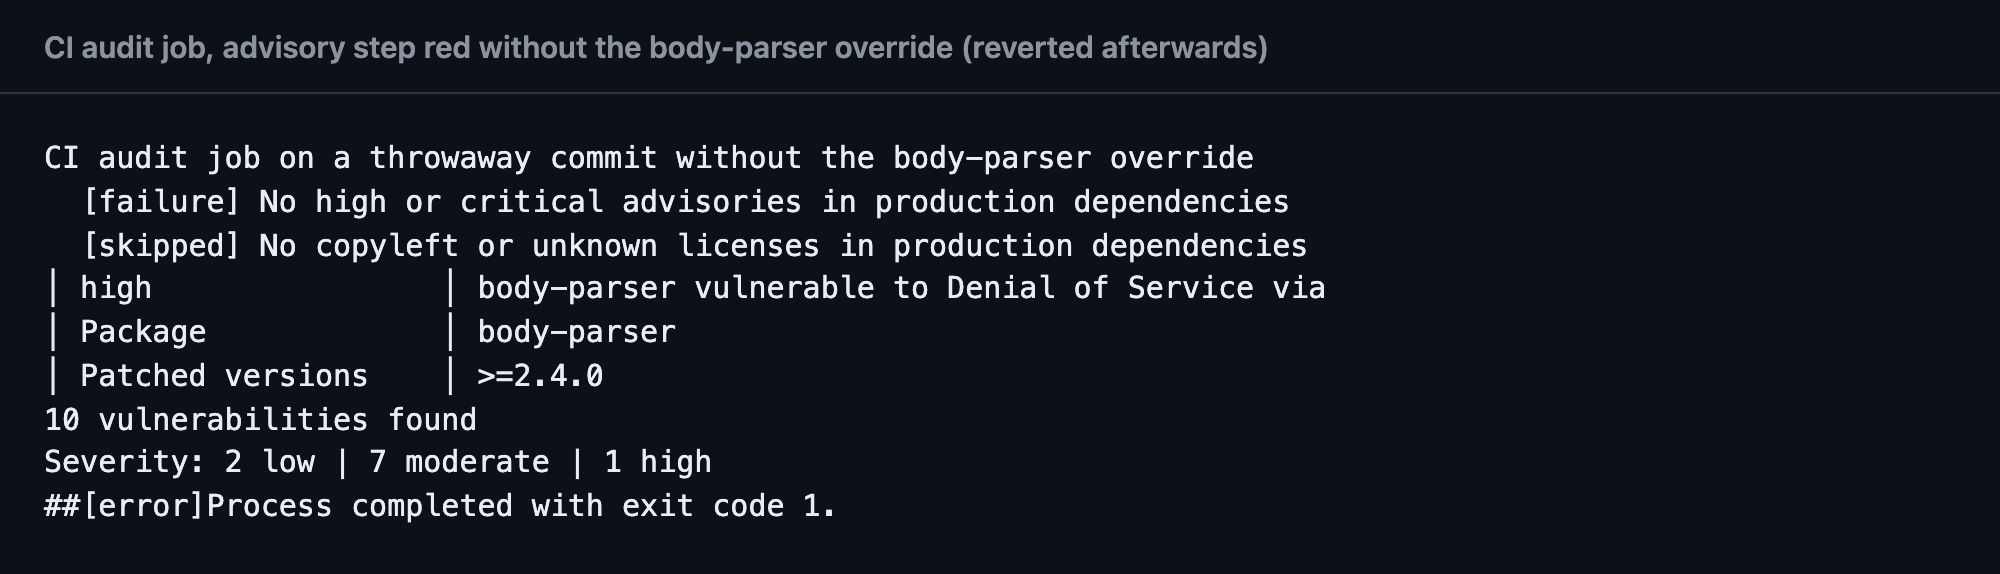 CI audit job, advisory step red without the body-parser override (reverted afterwards)
CI audit job on a throwaway commit without the body-parser override
[failure] No high or critical advisories in production dependencies
[skipped] No copyleft or unknown licenses in production dependencies
│ high                │ body-parser vulnerable to Denial of Service via
│ Package             │ body-parser
│ Patched versions    │ >=2.4.0
10 vulnerabilities found
Severity: 2 low | 7 moderate | 1 high
##[error]Process completed with exit code 1.